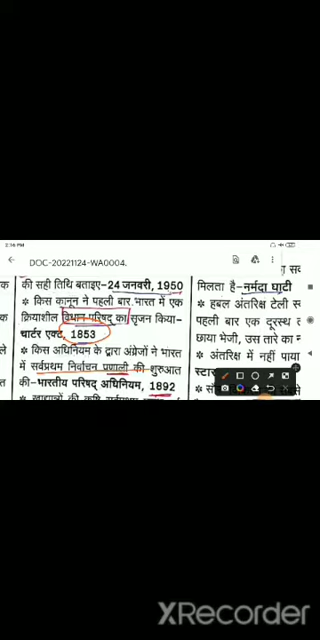 DOC-20221124-WA0004.
की सही तिथि बताइए-24 जनवरी, 1950
* किस कानून ने पहली बार भारत में एक
क्रियाशील विधान परिषद् का सृजन किया-
चार्टर एक्ट, 1853
* किस अधिनियम के द्वारा अंग्रेजों ने भारत
में सर्वप्रथम निर्वाचन प्रणाली की शुरुआत
की-भारतीय परिषद् अधिनियम, 1892
मिलता है-नर्मदा घाटी
* हबल अंतरिक्ष टेली
पहली बार एक दूरस्थ
छाया भेजी, उस तारे का
* अंतरिक्ष में नहीं पाया
स्टार
XRecorder